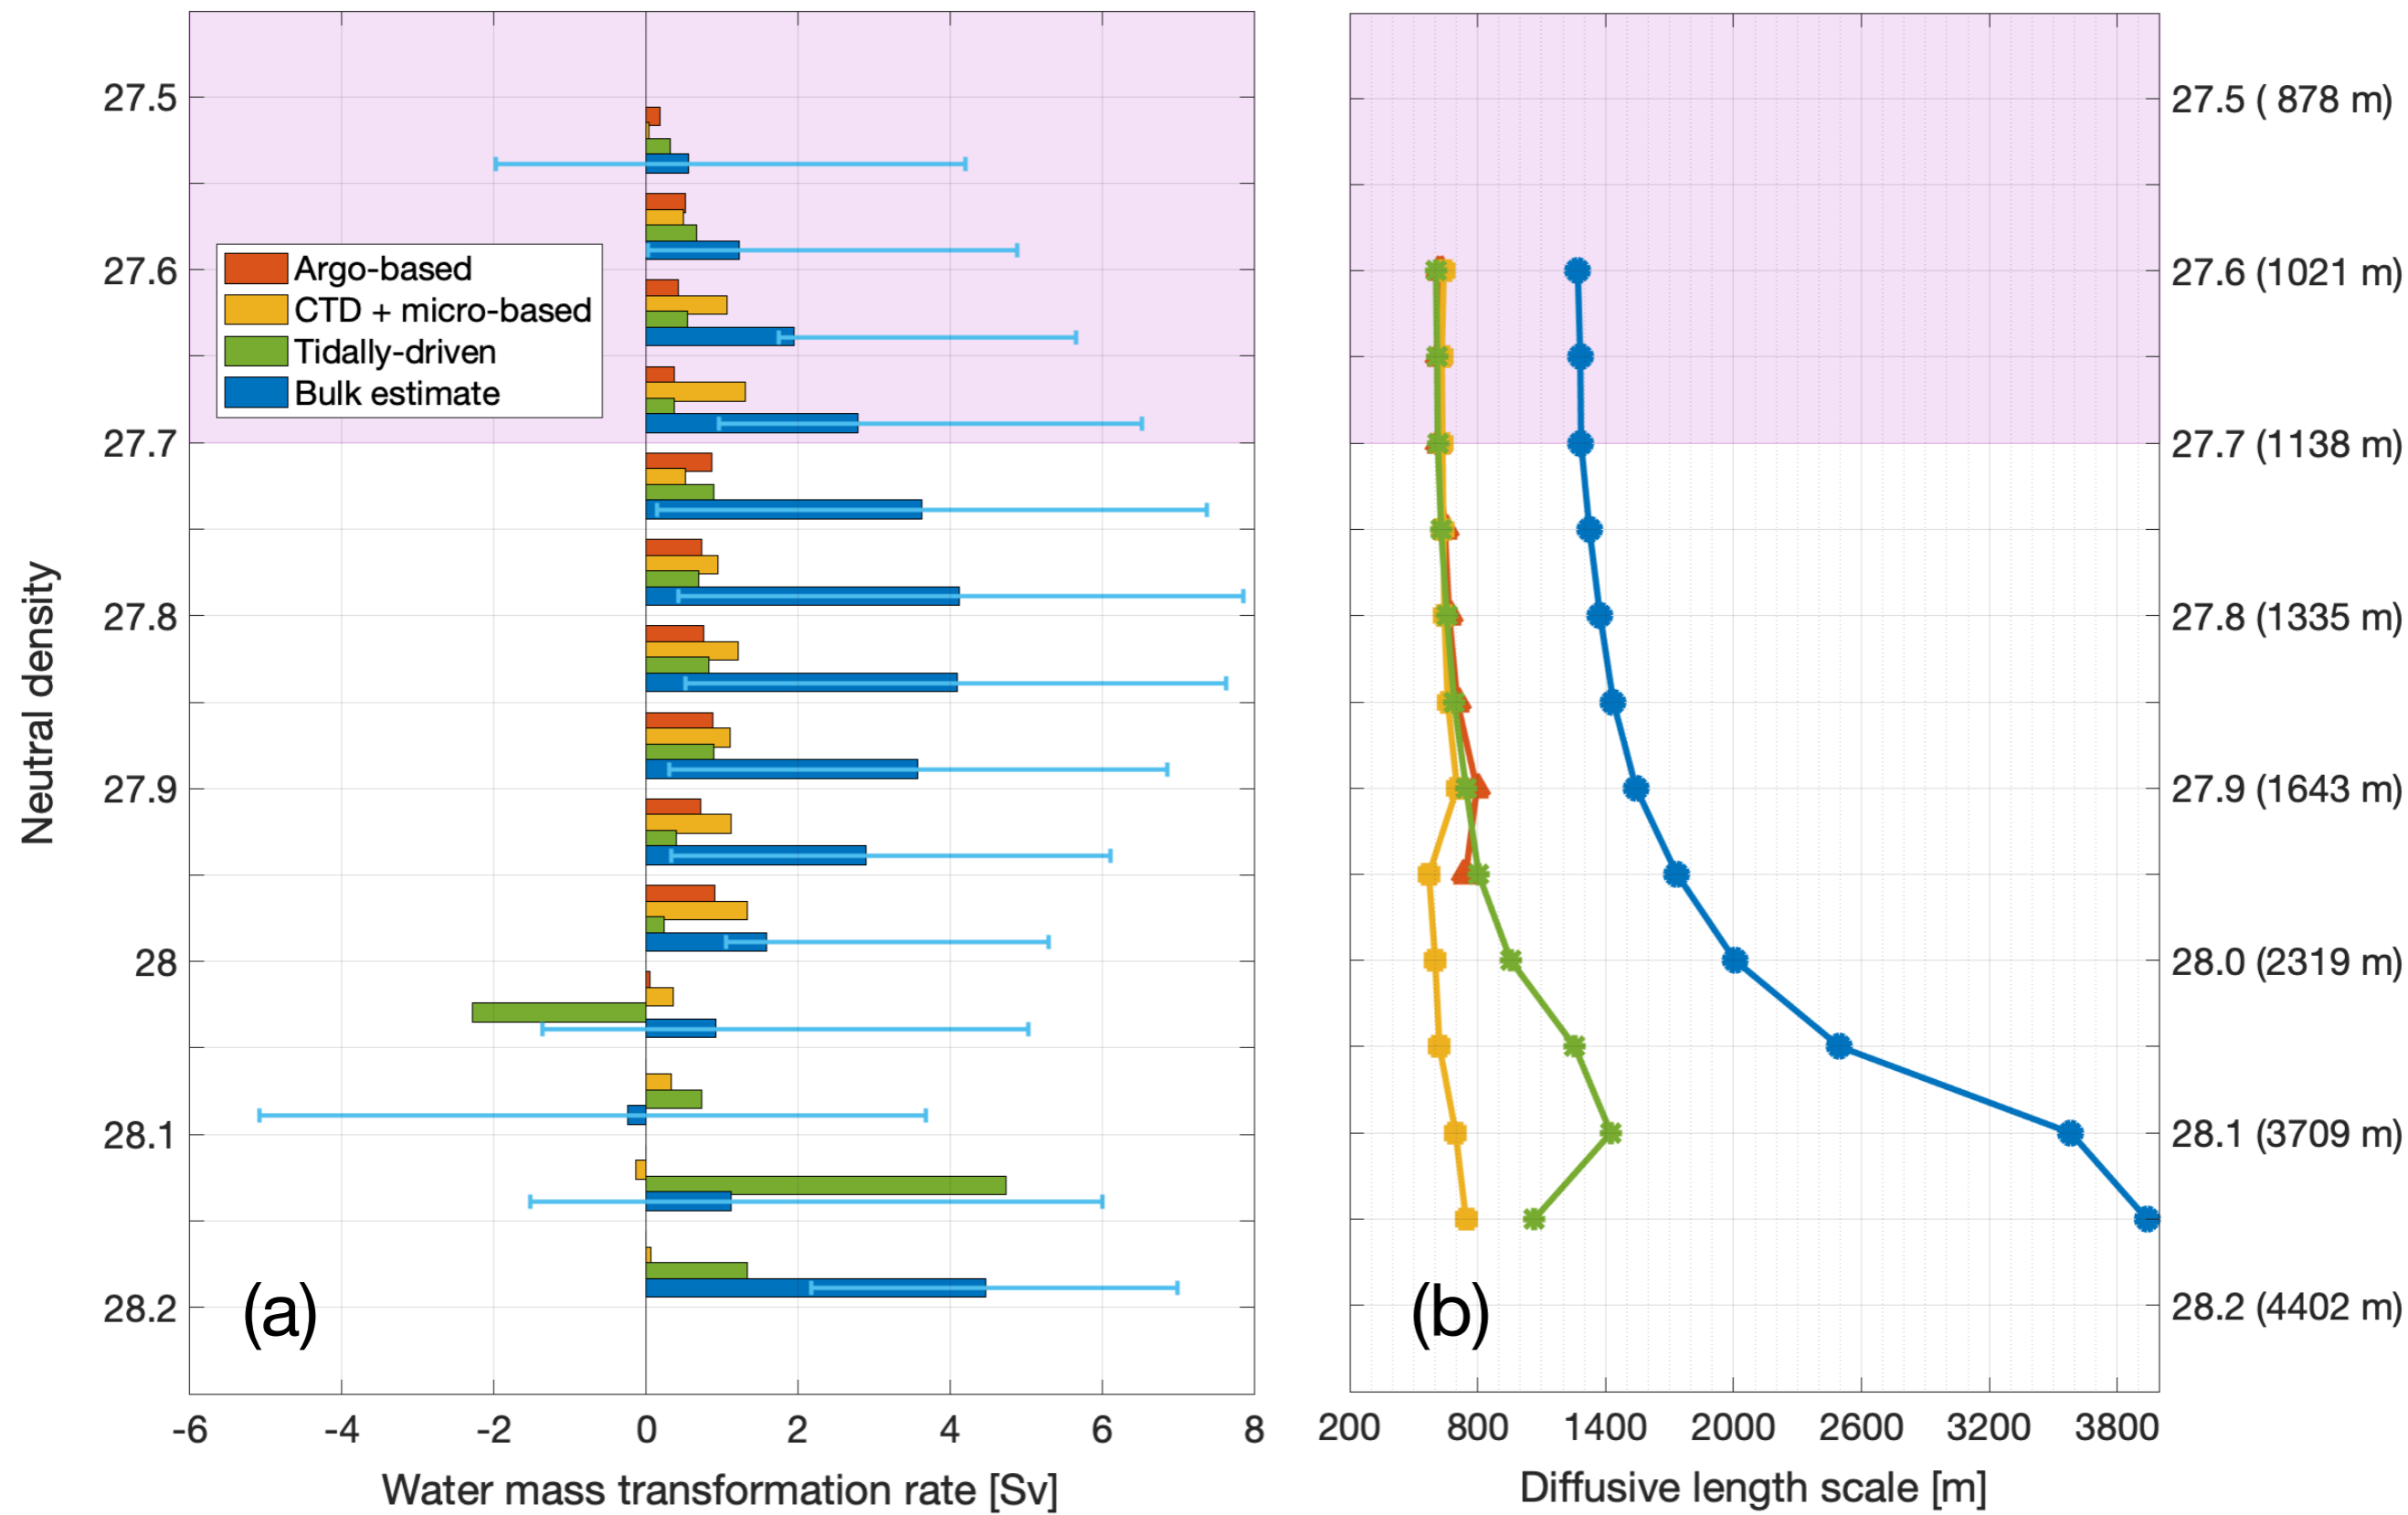 27.5
27.6
27.7
27.8
27.9
28
28.1
28.2
Neutral density
Argo-based
CTD + micro-based
Tidally-driven
Bulk estimate
(a)
-6 -4 -2 0 2 4 6 8
Water mass transformation rate [Sv]
27.5 ( 878 m)
27.6 (1021 m)
27.7 (1138 m)
27.8 (1335 m)
27.9 (1643 m)
28.0 (2319 m)
28.1 (3709 m)
28.2 (4402 m)
(b)
200 800 1400 2000 2600 3200 3800
Diffusive length scale [m]